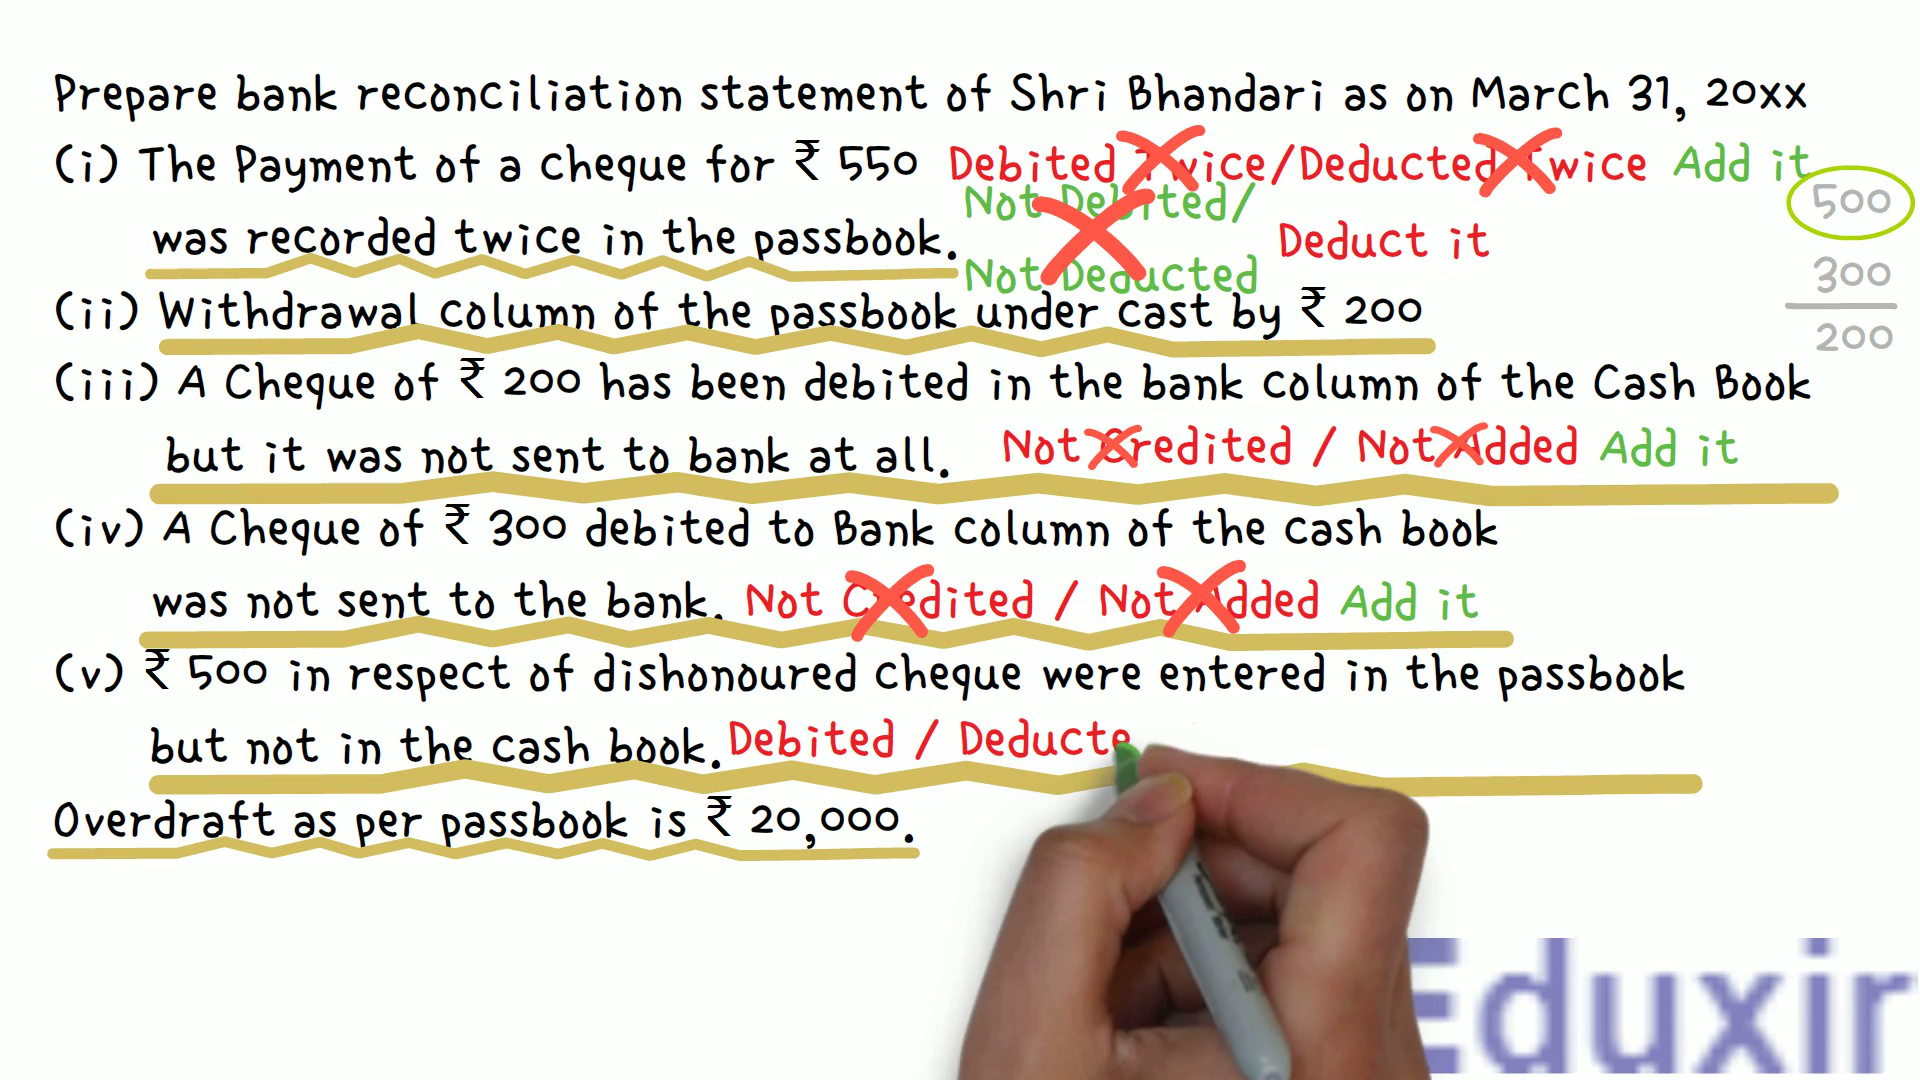 Prepare bank reconciliation statement of Shri Bhandari as on March 31, 20xx
(i) The Payment of a cheque for ₹ 550 Debited Twice/Deducted Twice Add it
500
Not Debited/
was recorded twice in the passbook. Deduct it
Not Deducted
300
(ii) Withdrawal column of the passbook under cast by ₹ 200
200
(iii) A Cheque of ₹ 200 has been debited in the bank column of the Cash Book
but it was not sent to bank at all. Not Credited / Not Added Add it
(iv) A Cheque of ₹ 300 debited to Bank column of the cash book
was not sent to the bank. Not Credited / Not Added Add it
(v) ₹ 500 in respect of dishonoured cheque were entered in the passbook
but not in the cash book. Debited / Deducte
Overdraft as per passbook is ₹ 20,000.
Eduxir